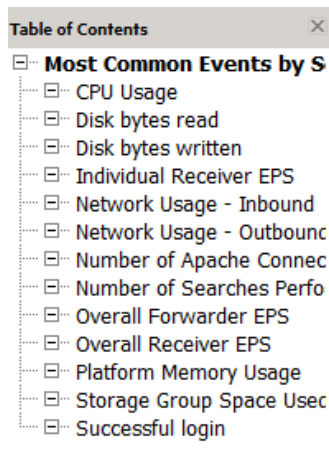 Table of Contents
Most Common Events by S
CPU Usage
Disk bytes read
Disk bytes written
Individual Receiver EPS
Network Usage - Inbound
Network Usage - Outbound
Number of Apache Connec
Number of Searches Perfo
Overall Forwarder EPS
Overall Receiver EPS
Platform Memory Usage
Storage Group Space Used
Successful login